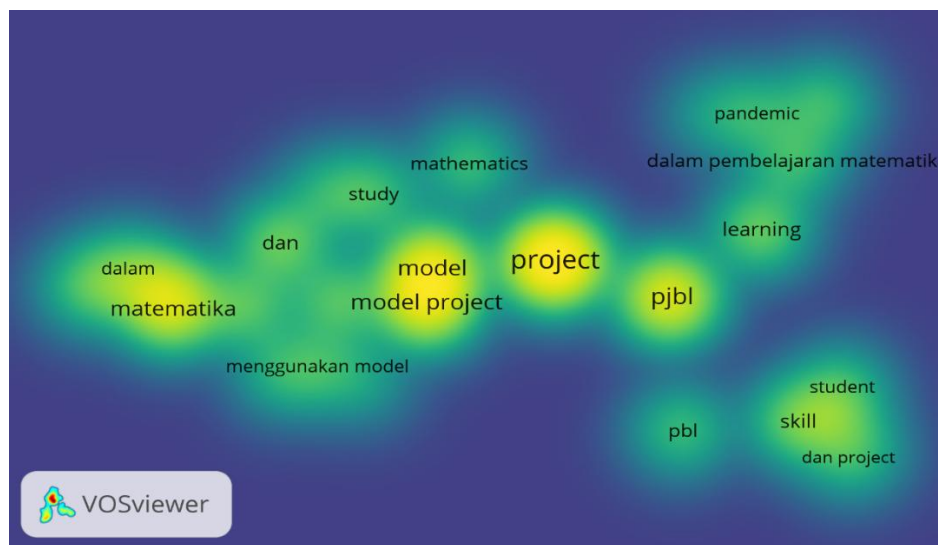 pandemic
mathematics
dalam pembelajaran matematik
study
dan
learning
dalam
model
project
matematika
model project
pjbl
menggunakan model
student
skill
pbl
dan project
VOSviewer